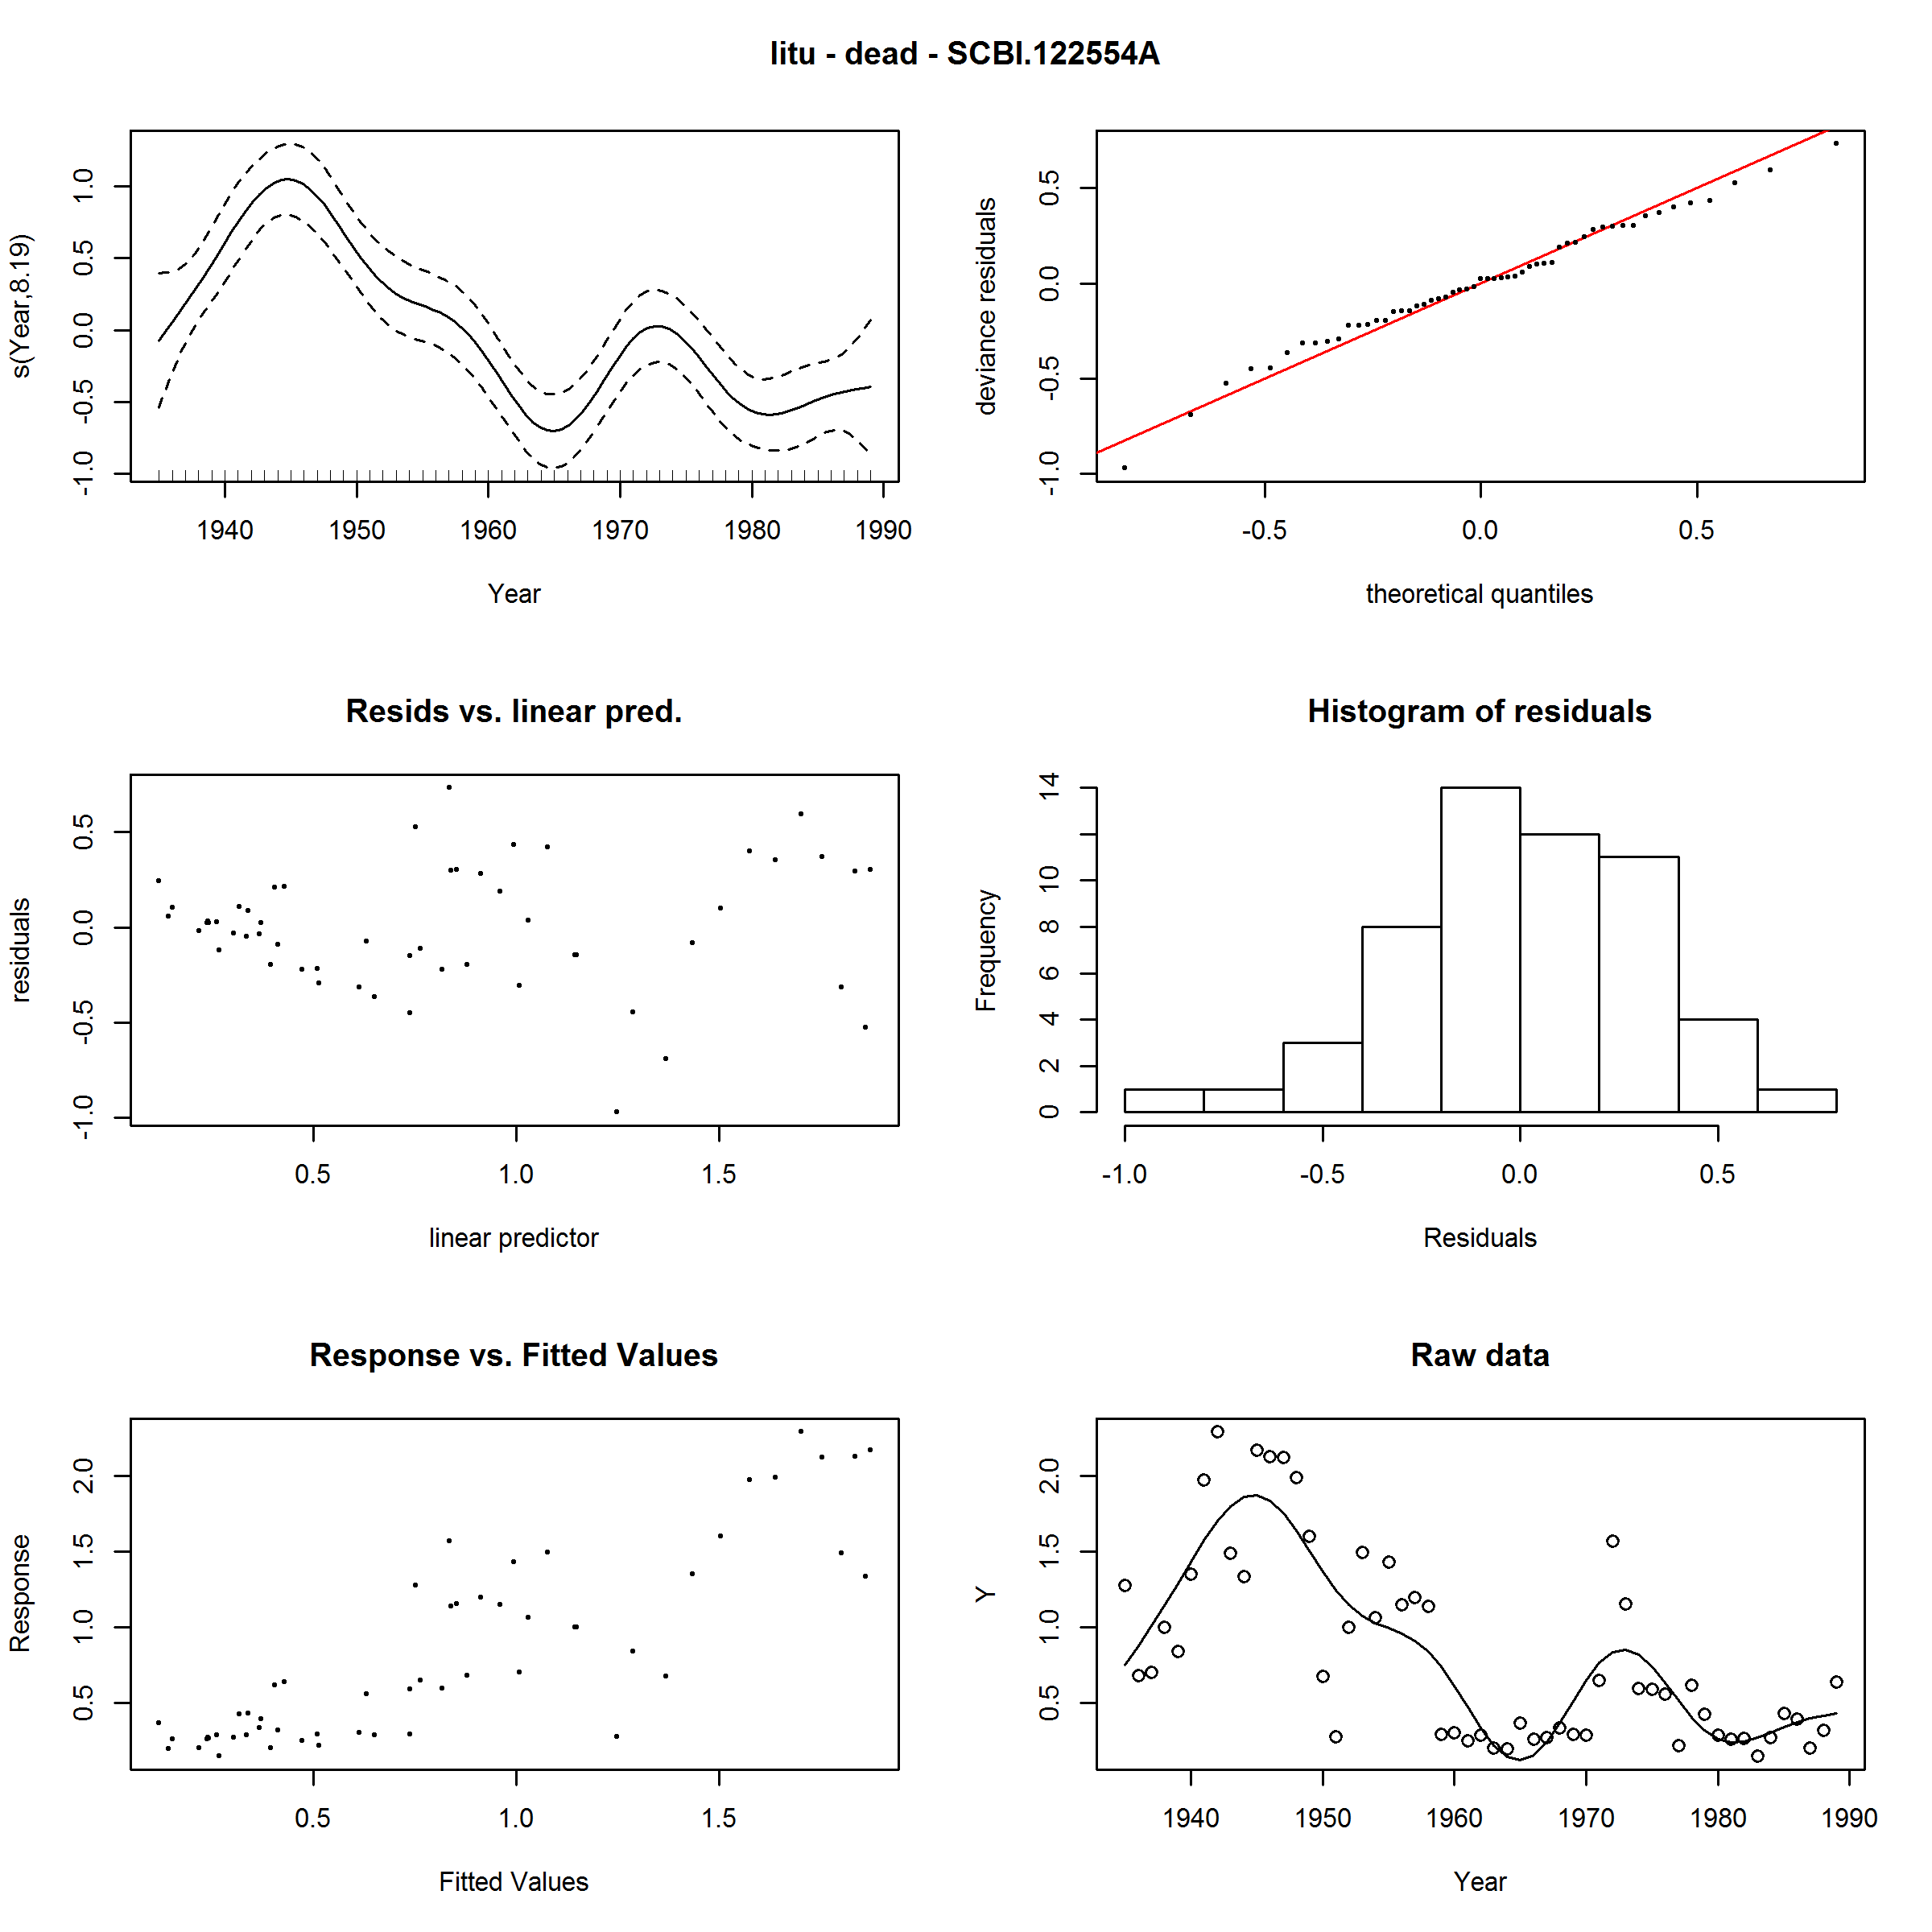 litu - dead - SCBI.122554A
s(Year,8.19)
1.0
0.5
0.0
-0.5
-1.0
1940 1950 1960 1970 1980 1990
Year
deviance residuals
0.5
0.0
-0.5
-1.0
-0.5 0.0 0.5
theoretical quantiles
Resids vs. linear pred.
residuals
0.5
0.0
-0.5
-1.0
0.5 1.0 1.5
linear predictor
Histogram of residuals
Frequency
14
10
8
6
4
2
0
-1.0 -0.5 0.0 0.5
Residuals
Response vs. Fitted Values
Response
2.0
1.5
1.0
0.5
0.5 1.0 1.5
Fitted Values
Raw data
Y
2.0
1.5
1.0
0.5
1940 1950 1960 1970 1980 1990
Year